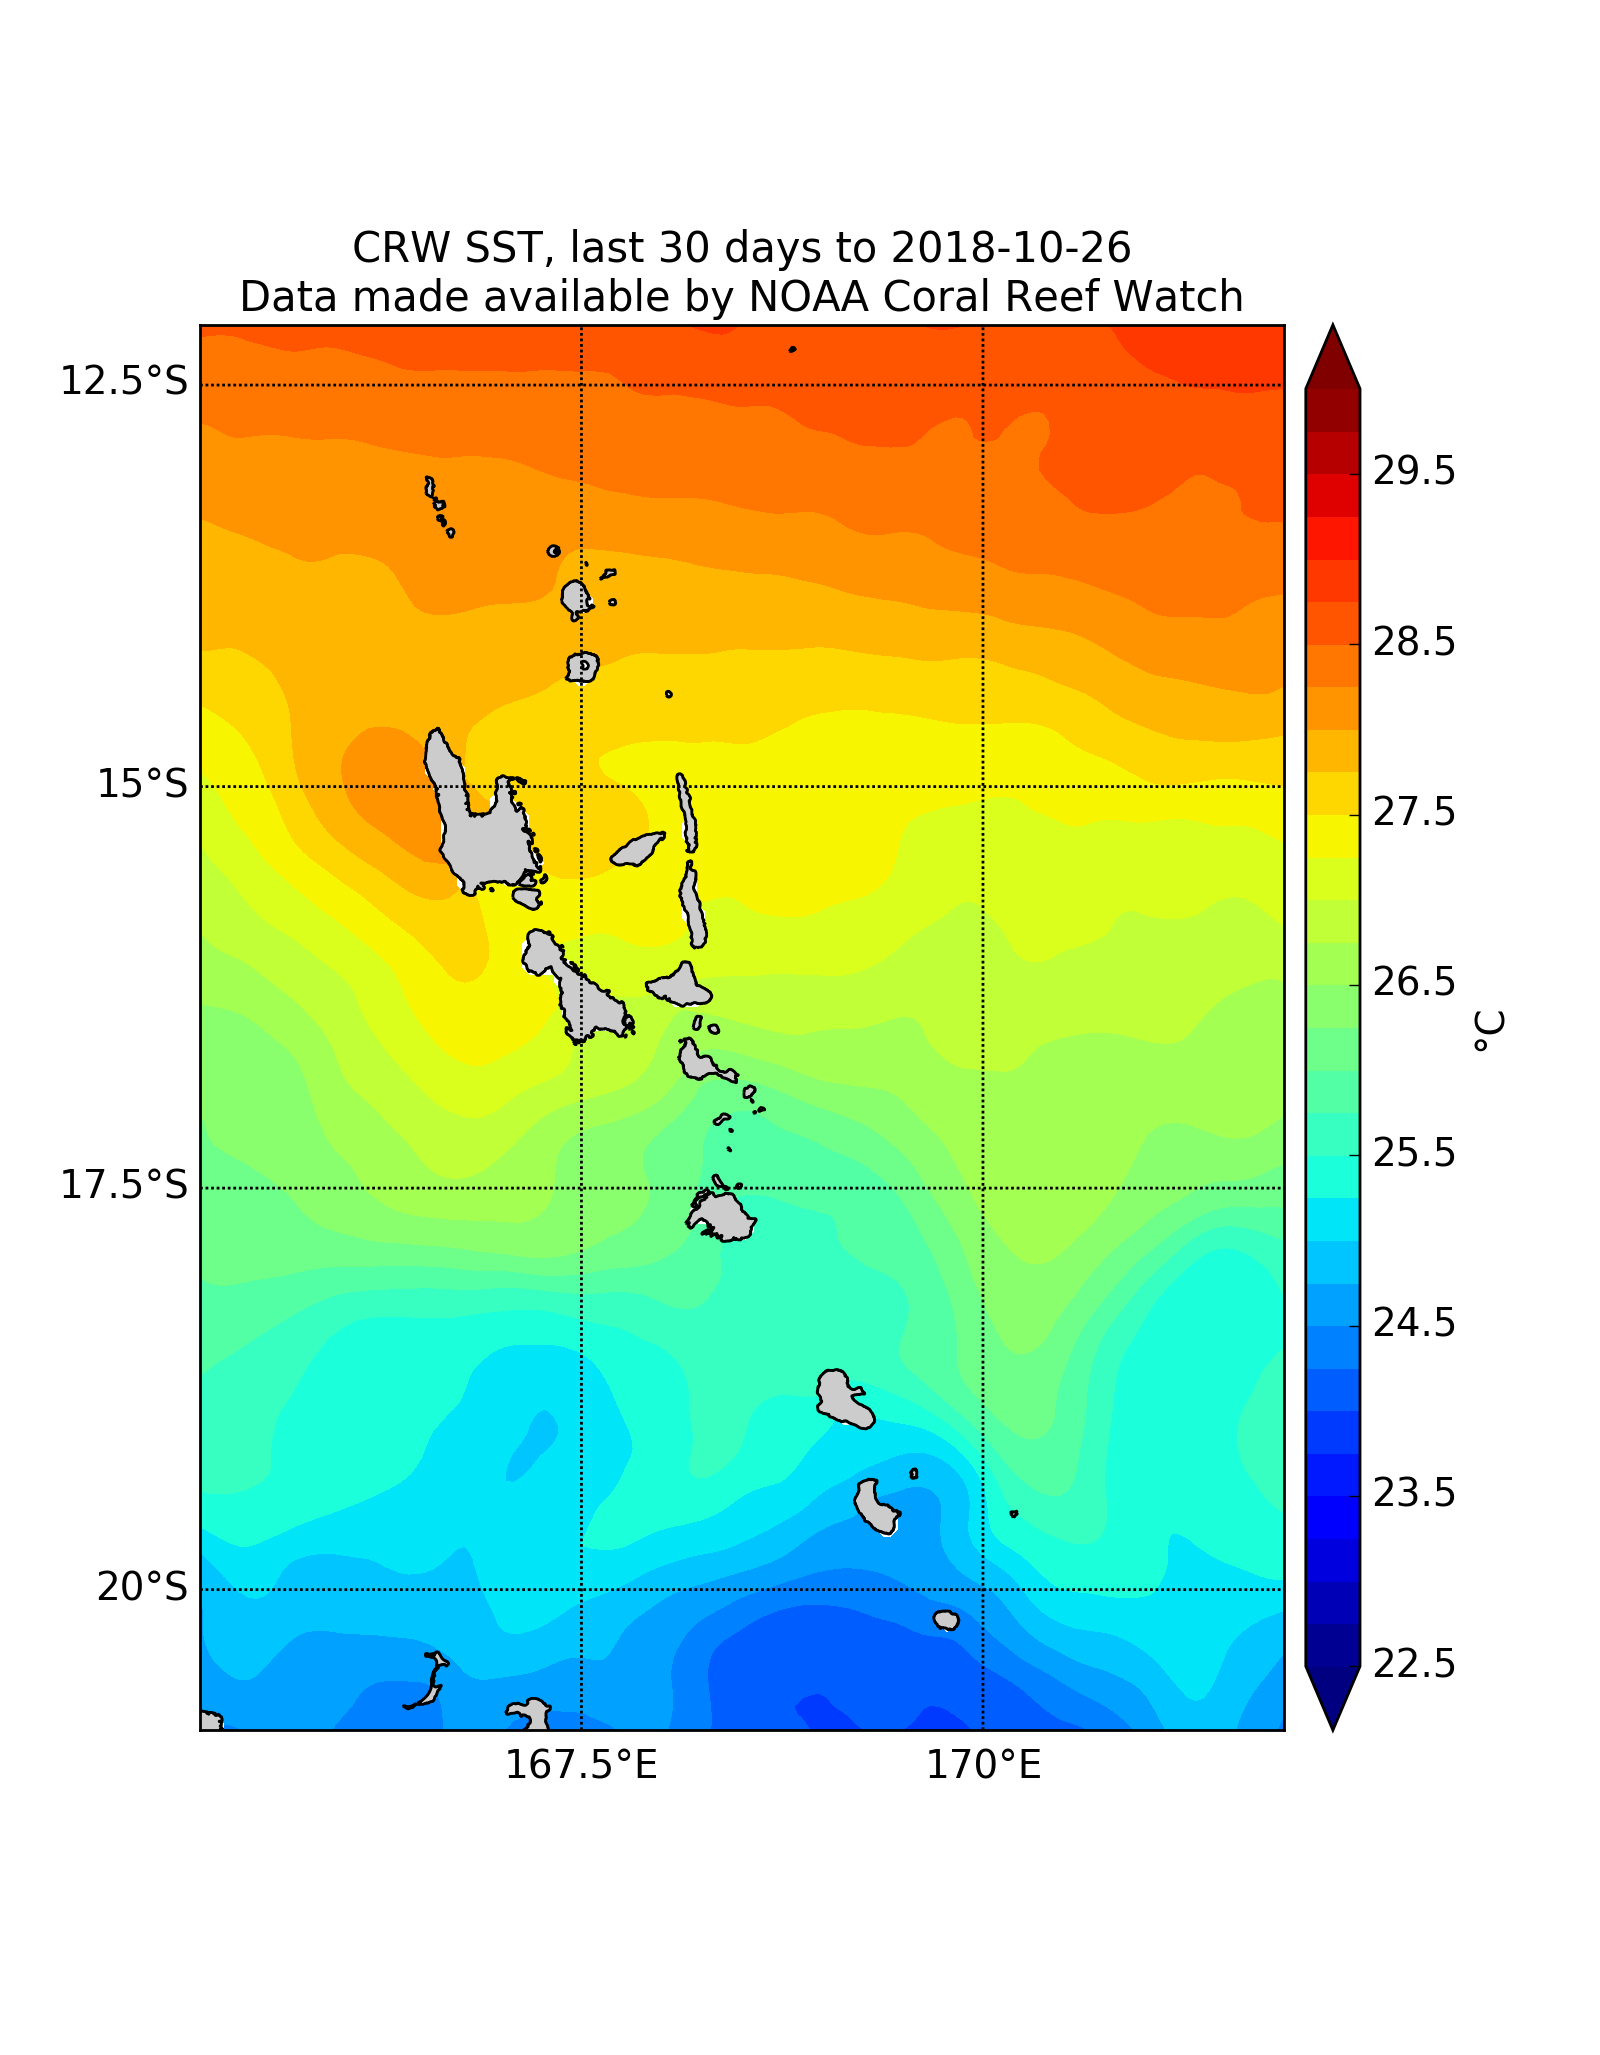 CRW SST, last 30 days to 2018-10-26
Data made available by NOAA Coral Reef Watch
12.5°S
15°S
17.5°S
20°S
167.5°E
170°E
29.5
28.5
27.5
26.5
25.5
24.5
23.5
22.5
°C